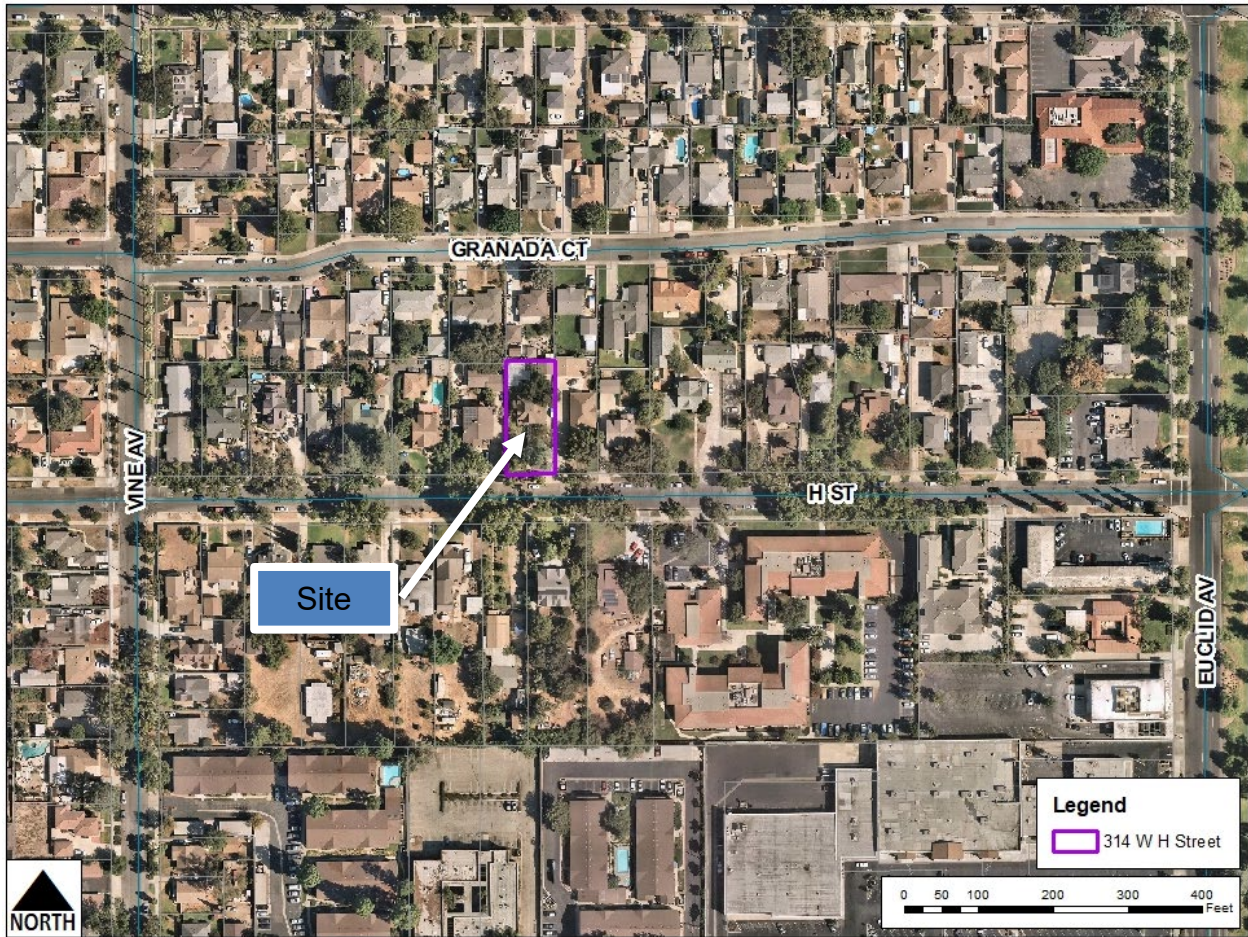 GRANADA CT
VINE AV
H ST
Site
EUCLID AV
Legend
314 W H Street
NORTH
0 50 100 200 300 400
Feet